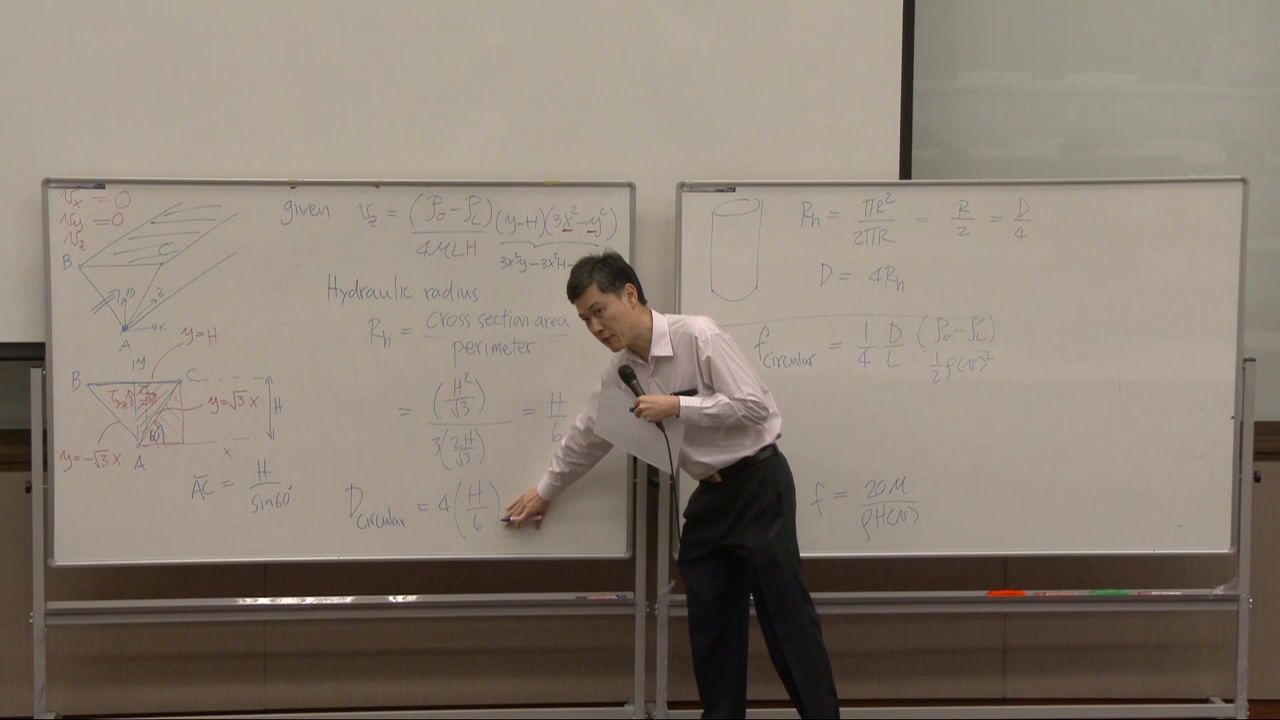 vx = 0
vy = 0
vz
B
C
y
z
x
A
y = H
y
B
C
H
y = √3 x
60°
y = -√3 x
A
x
AC = H / sin60°
given vz = (P0 - PL) / 4μLH (y-H)(3x² - y²)
3x²y - 3x²H -
Hydraulic radius
Rh = cross section area / perimeter
= (H²/√3) / 3(2H/√3) = H / 6
Dcircular = 4(H/6)
Rh = πR² / 2πR = R/2 = D/4
D = 4Rh
fcircular = 1/4 D/L (P0 - PL) / ½ρ⟨v⟩²
f = 20μ / ρH⟨v⟩